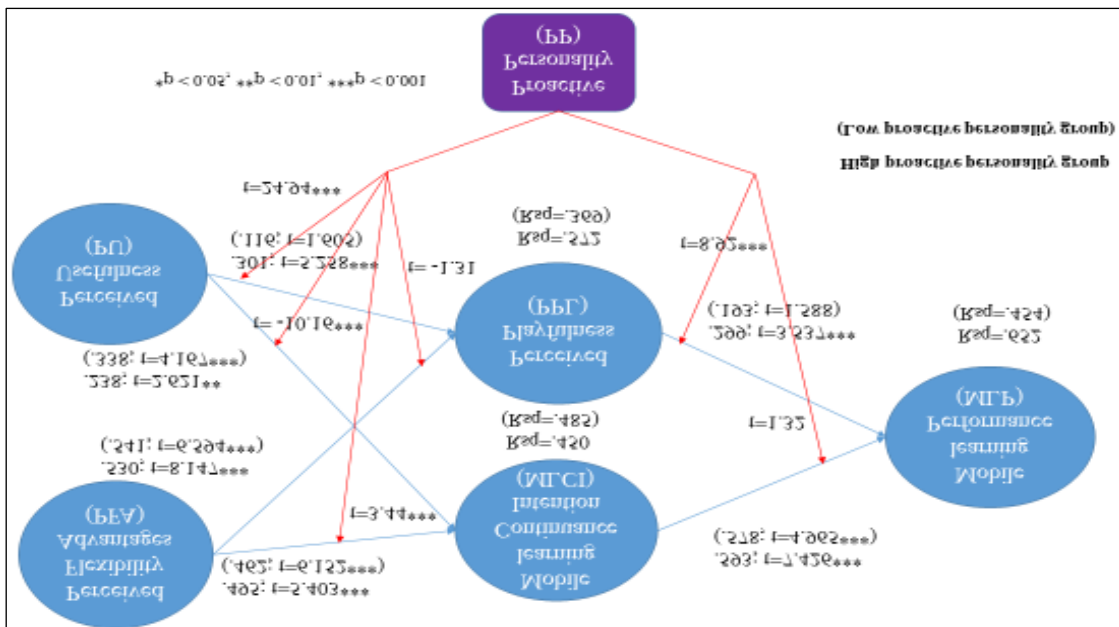 .495; t=5.403***
(.462; t=6.152***)
Perceived
Flexibility
Advantages
(PFA)
Mobile
learning
Continuance
Intention
(MLCI)
t=3.44***
.593; t=7.426***
(.578; t=4.965***)
.530; t=8.147***
(.541; t=6.594***)
Rsq=.450
(Rsq=.485)
Mobile
learning
Performance
(MLP)
t=1.32
.238; t=2.621**
(.338; t=4.167***)
Perceived
Playfulness
(PPL)
t= -10.16***
.299; t=3.537***
(.193; t=1.588)
Rsq=.652
(Rsq=.454)
Perceived
Usefulness
(PU)
.301; t=5.258***
(.116; t=1.605)
t= -1.31
Rsq=.572
(Rsq=.369)
t=8.92***
t=24.94***
High proactive personality group
(Low proactive personality group)
*p < 0.05, **p < 0.01, ***p < 0.001
Proactive
Personality
(PP)